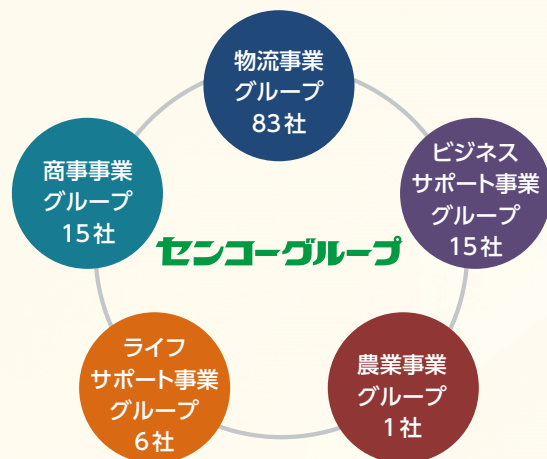 物流事業
グループ
83社
ビジネス
サポート事業
グループ
15社
農業事業
グループ
1社
ライフ
サポート事業
グループ
6社
商事事業
グループ
15社
センコーグループ